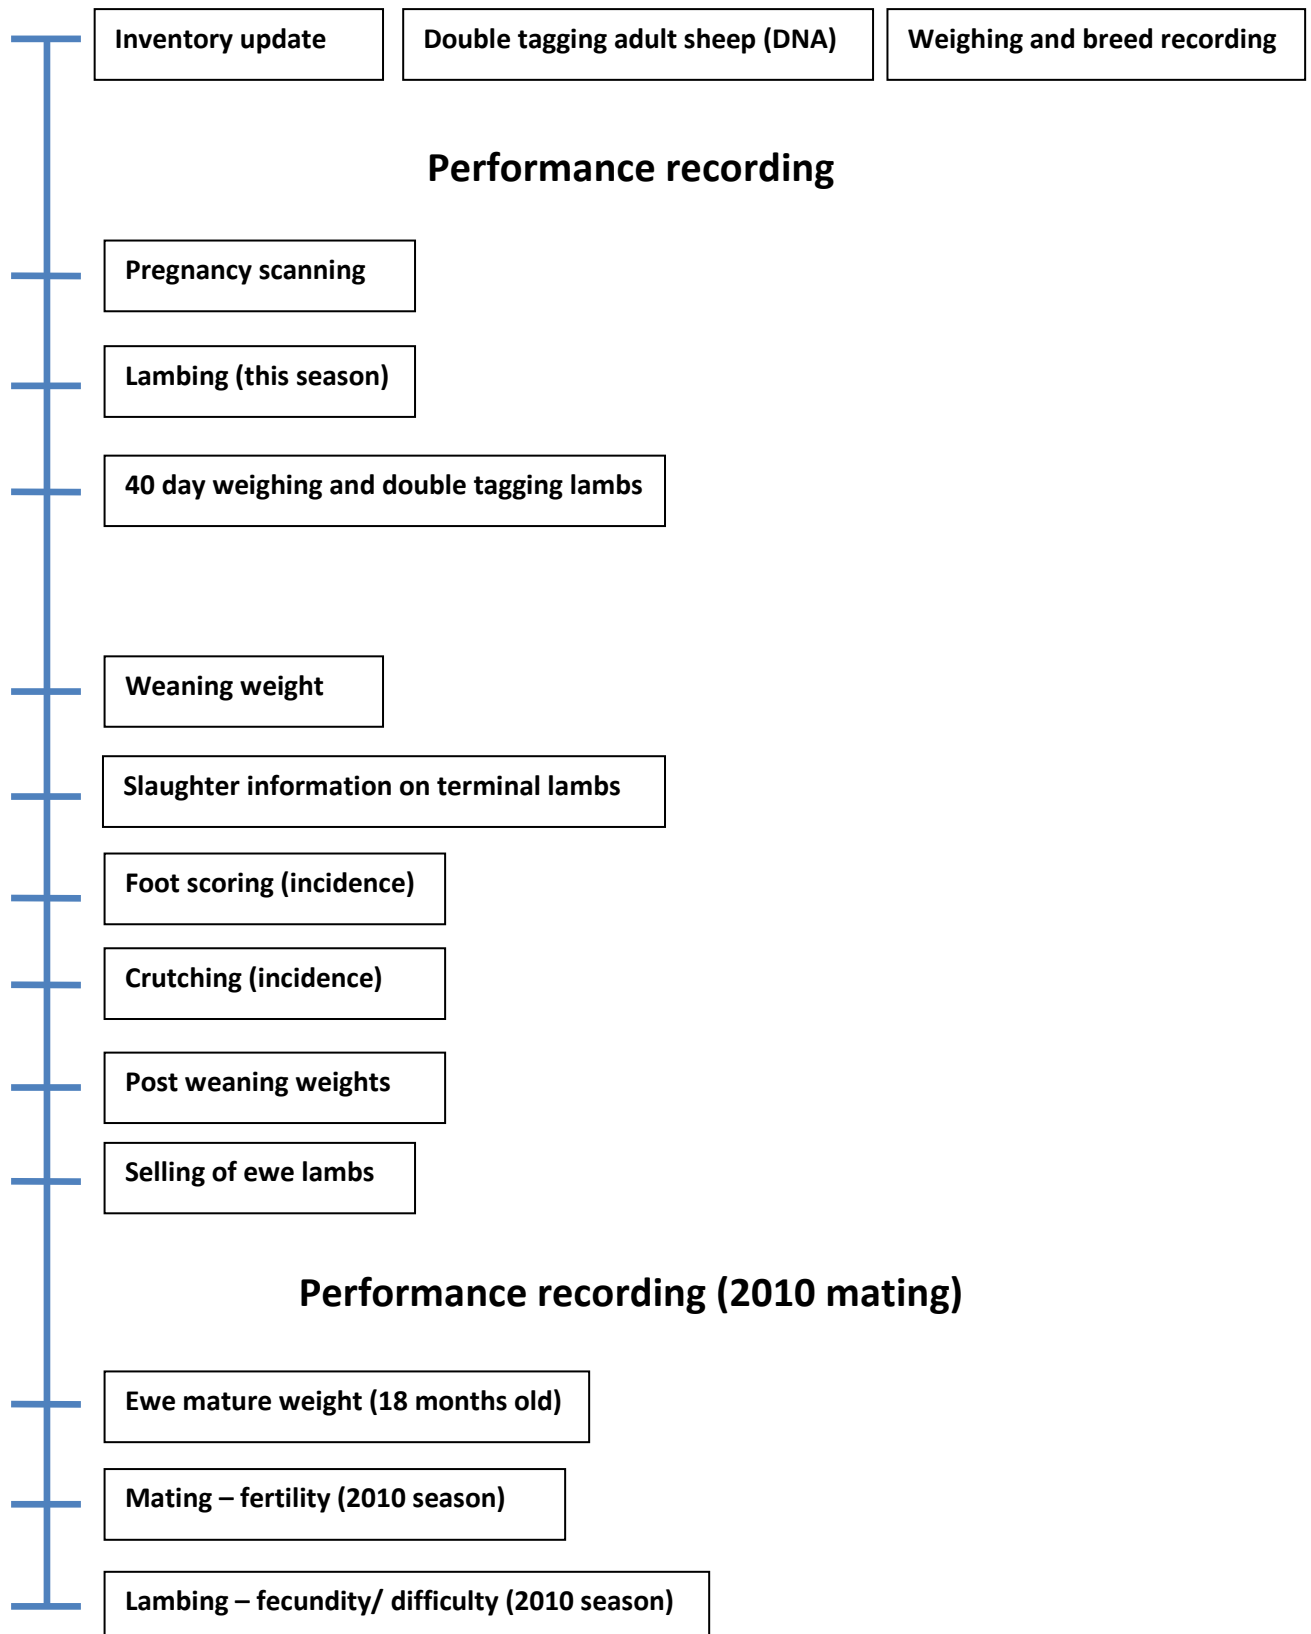 Inventory update
Double tagging adult sheep (DNA)
Weighing and breed recording
Performance recording
Pregnancy scanning
Lambing (this season)
40 day weighing and double tagging lambs
Weaning weight
Slaughter information on terminal lambs
Foot scoring (incidence)
Crutching (incidence)
Post weaning weights
Selling of ewe lambs
Performance recording (2010 mating)
Ewe mature weight (18 months old)
Mating – fertility (2010 season)
Lambing – fecundity/ difficulty (2010 season)